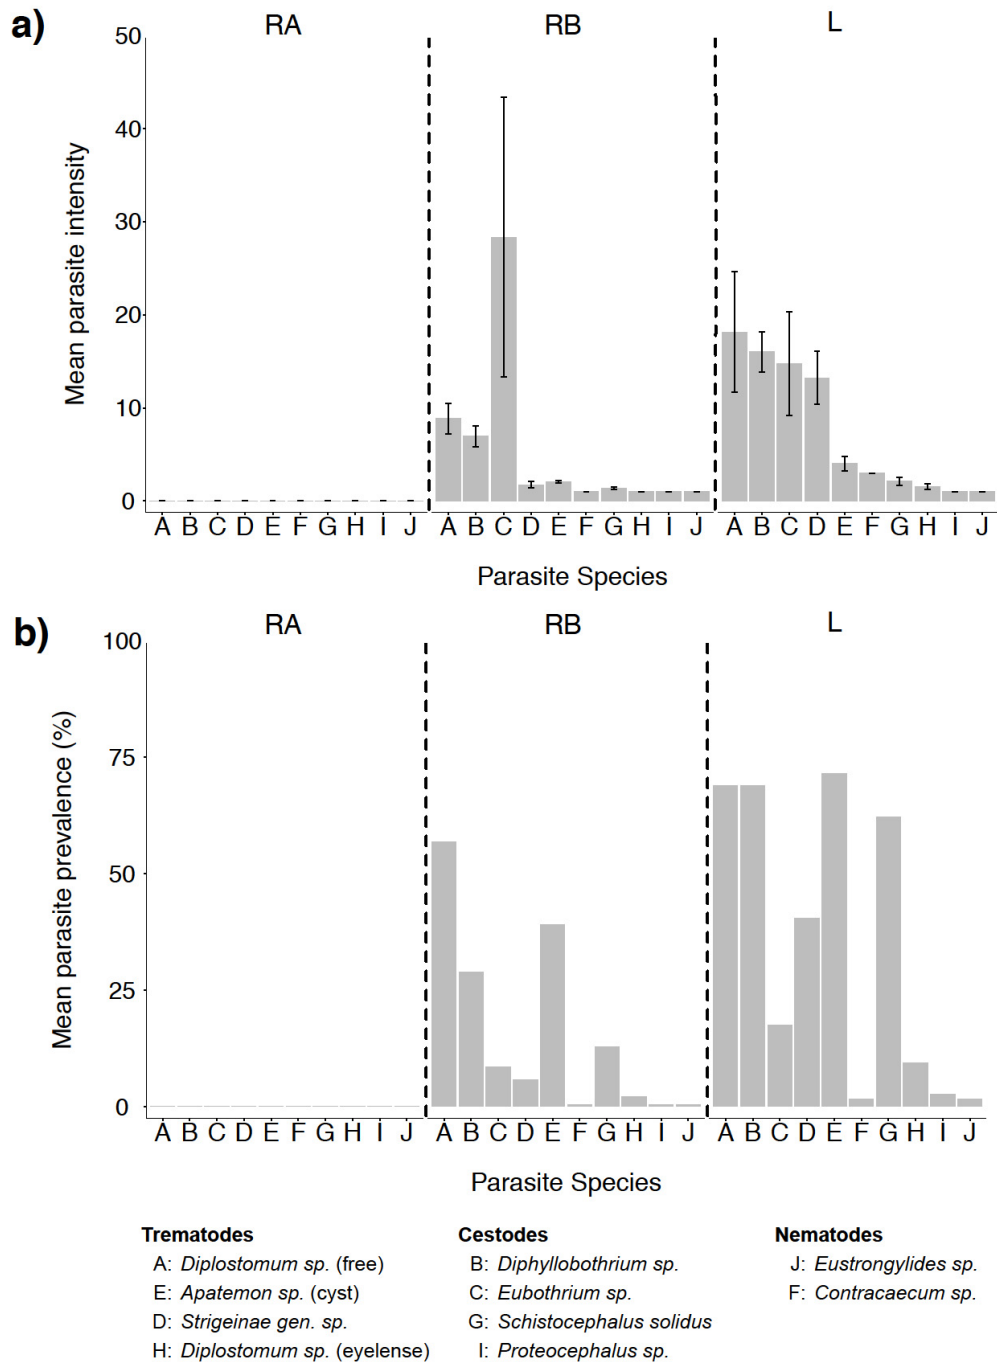 a)
RA RB L
50
40
30
20
10
0
Mean parasite intensity
A B C D E F G H I J A B C D E F G H I J A B C D E F G H I J
Parasite Species
b)
RA RB L
100
75
50
25
0
Mean parasite prevalence (%)
A B C D E F G H I J A B C D E F G H I J A B C D E F G H I J
Parasite Species
Trematodes
A: Diplostomum sp. (free)
E: Apatemon sp. (cyst)
D: Strigeinae gen. sp.
H: Diplostomum sp. (eyelense)
Cestodes
B: Diphyllobothrium sp.
C: Eubothrium sp.
G: Schistocephalus solidus
I: Proteocephalus sp.
Nematodes
J: Eustrongylides sp.
F: Contracaecum sp.